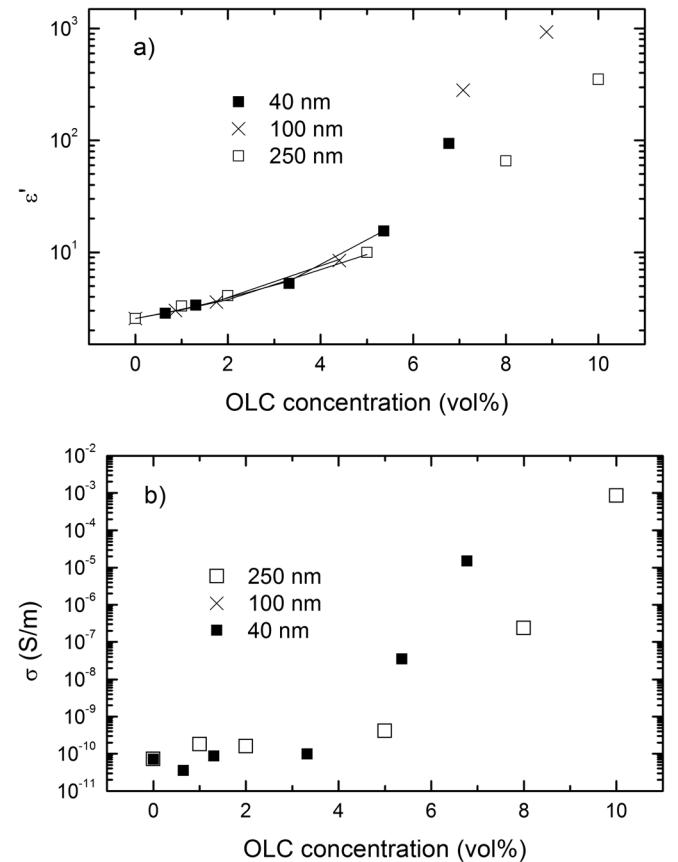 10³
a)
40 nm
100 nm
250 nm
10²
ε'
10¹
0 2 4 6 8 10
OLC concentration (vol%)
10⁻²
b)
10⁻³
10⁻⁴
10⁻⁵
250 nm
10⁻⁶
100 nm
40 nm
σ (S/m)
10⁻⁷
10⁻⁸
10⁻⁹
10⁻¹⁰
10⁻¹¹
0 2 4 6 8 10
OLC concentration (vol%)